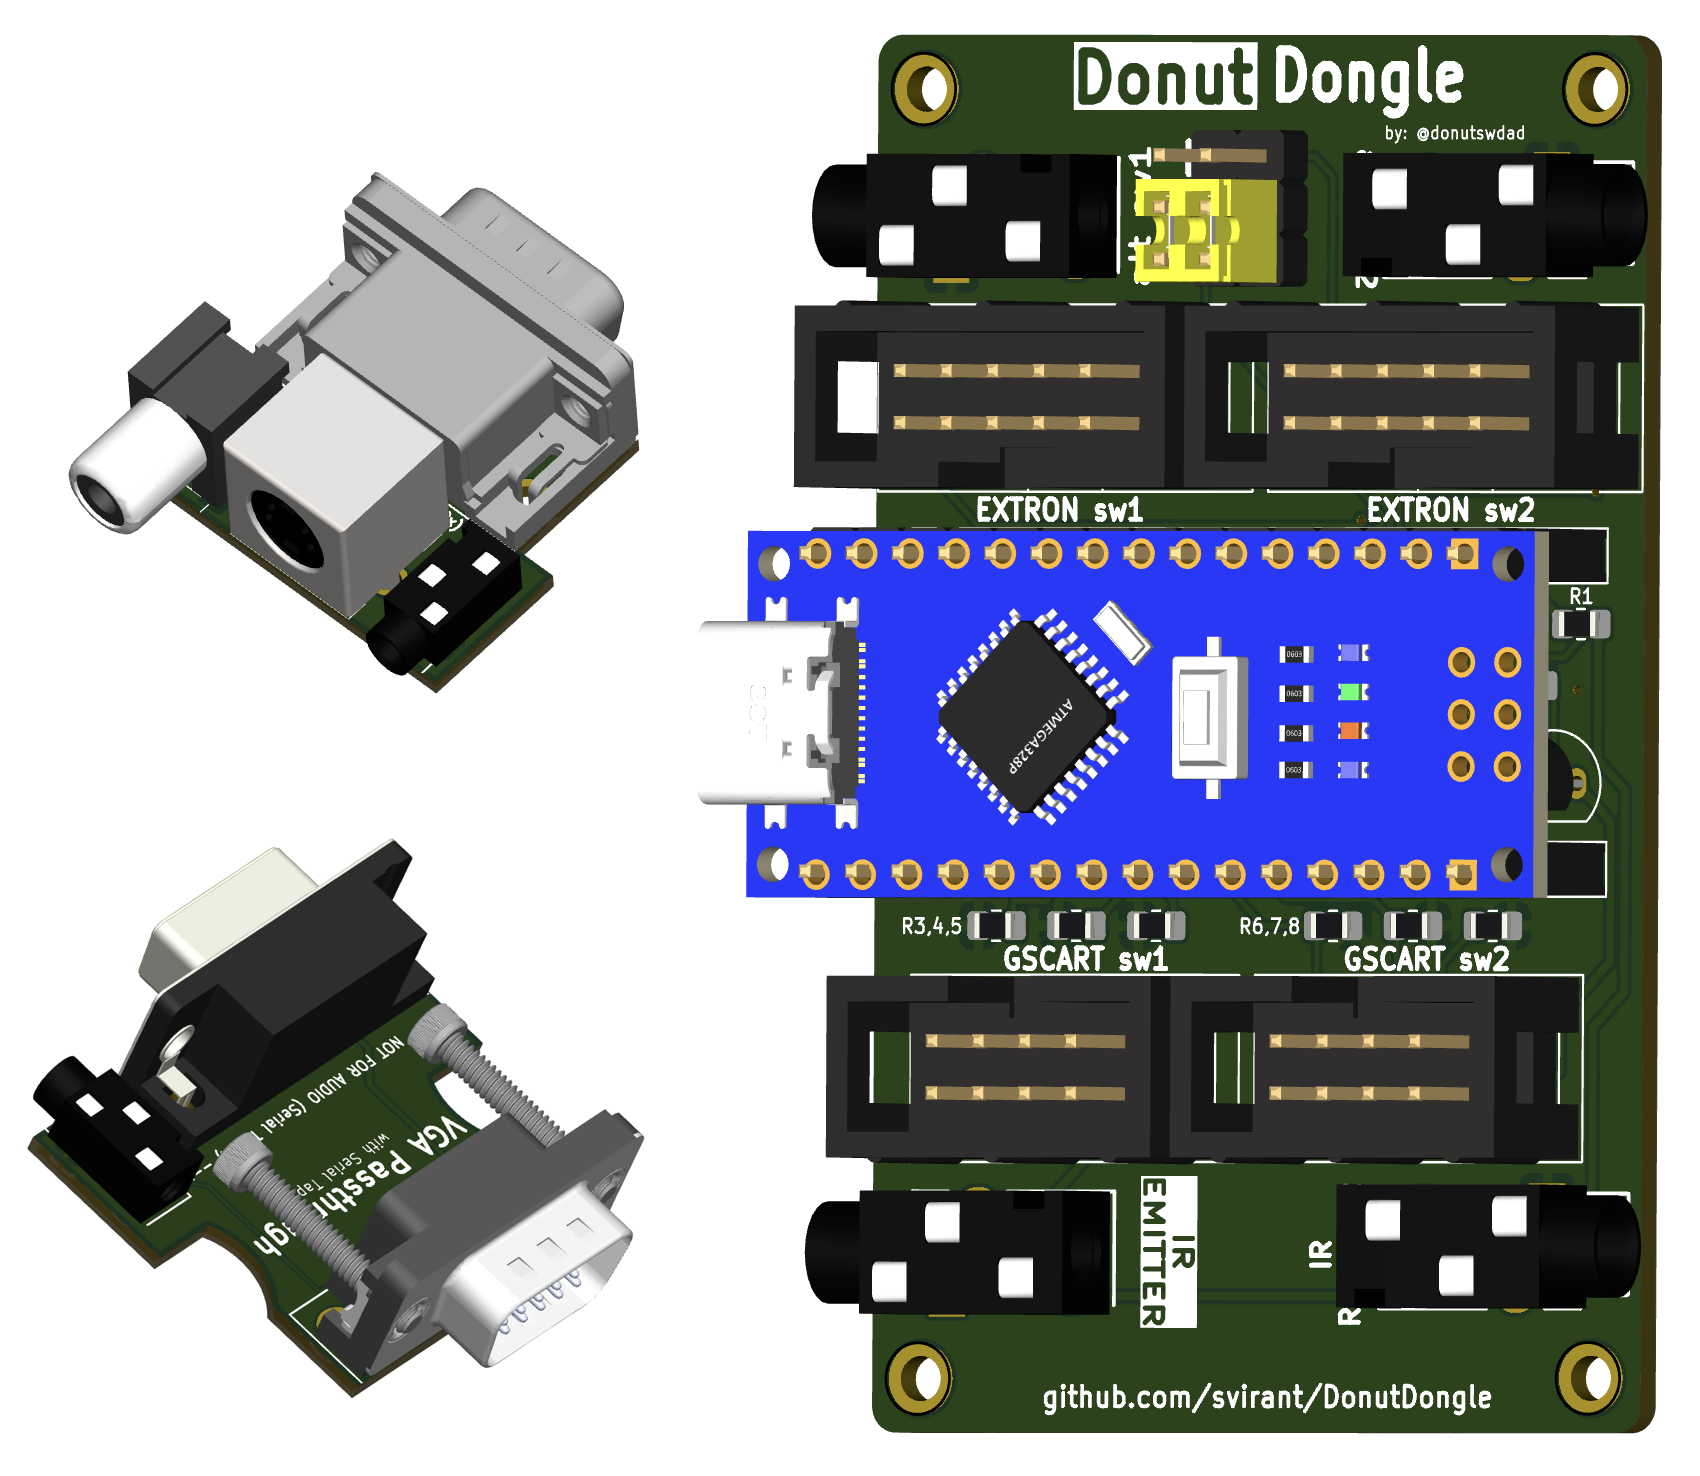 Donut Dongle
by: @donutswdad
EXTRON sw1
EXTRON sw2
R1
ATMEGA328P
0603
0603
0603
0603
R3,4,5
R6,7,8
GSCART sw1
GSCART sw2
IR
EMITTER
IR
github.com/svirant/DonutDongle
NOT FOR AUDIO (Serial
VGA
with Serial Tap